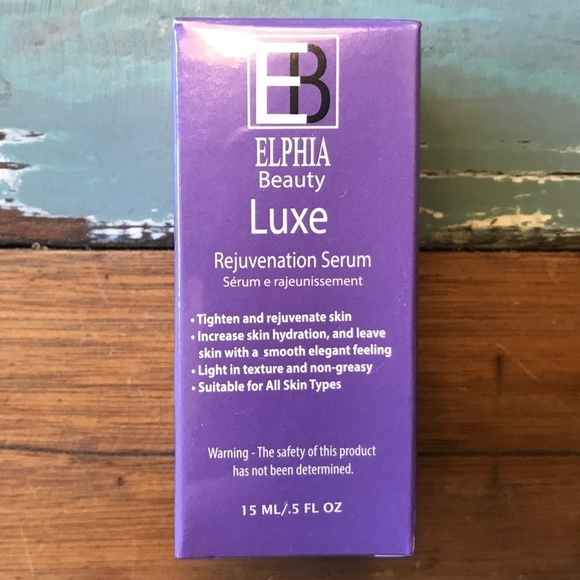 EB
ELPHIA
Beauty
Luxe
Rejuvenation Serum
Sérum e rajeunissement
• Tighten and rejuvenate skin
• Increase skin hydration, and leave
skin with a smooth elegant feeling
• Light in texture and non-greasy
• Suitable for All Skin Types
Warning - The safety of this product
has not been determined.
15 ML/.5 FL OZ